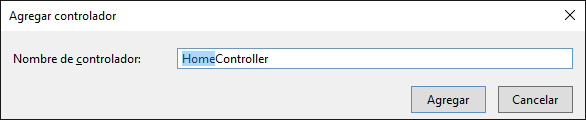 Agregar controlador
Nombre de controlador: HomeController
Agregar Cancelar